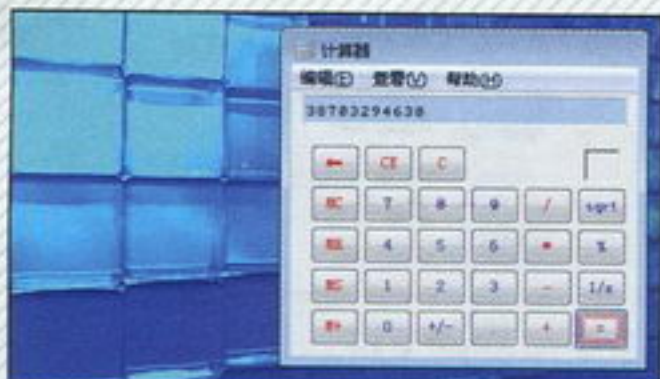 计算器
编辑(E) 查看(V) 帮助(H)
38703294630
← CE C
MC 7 8 9 / sqrt
MR 4 5 6 * %
MS 1 2 3 - 1/x
M+ 0 +/- . + =